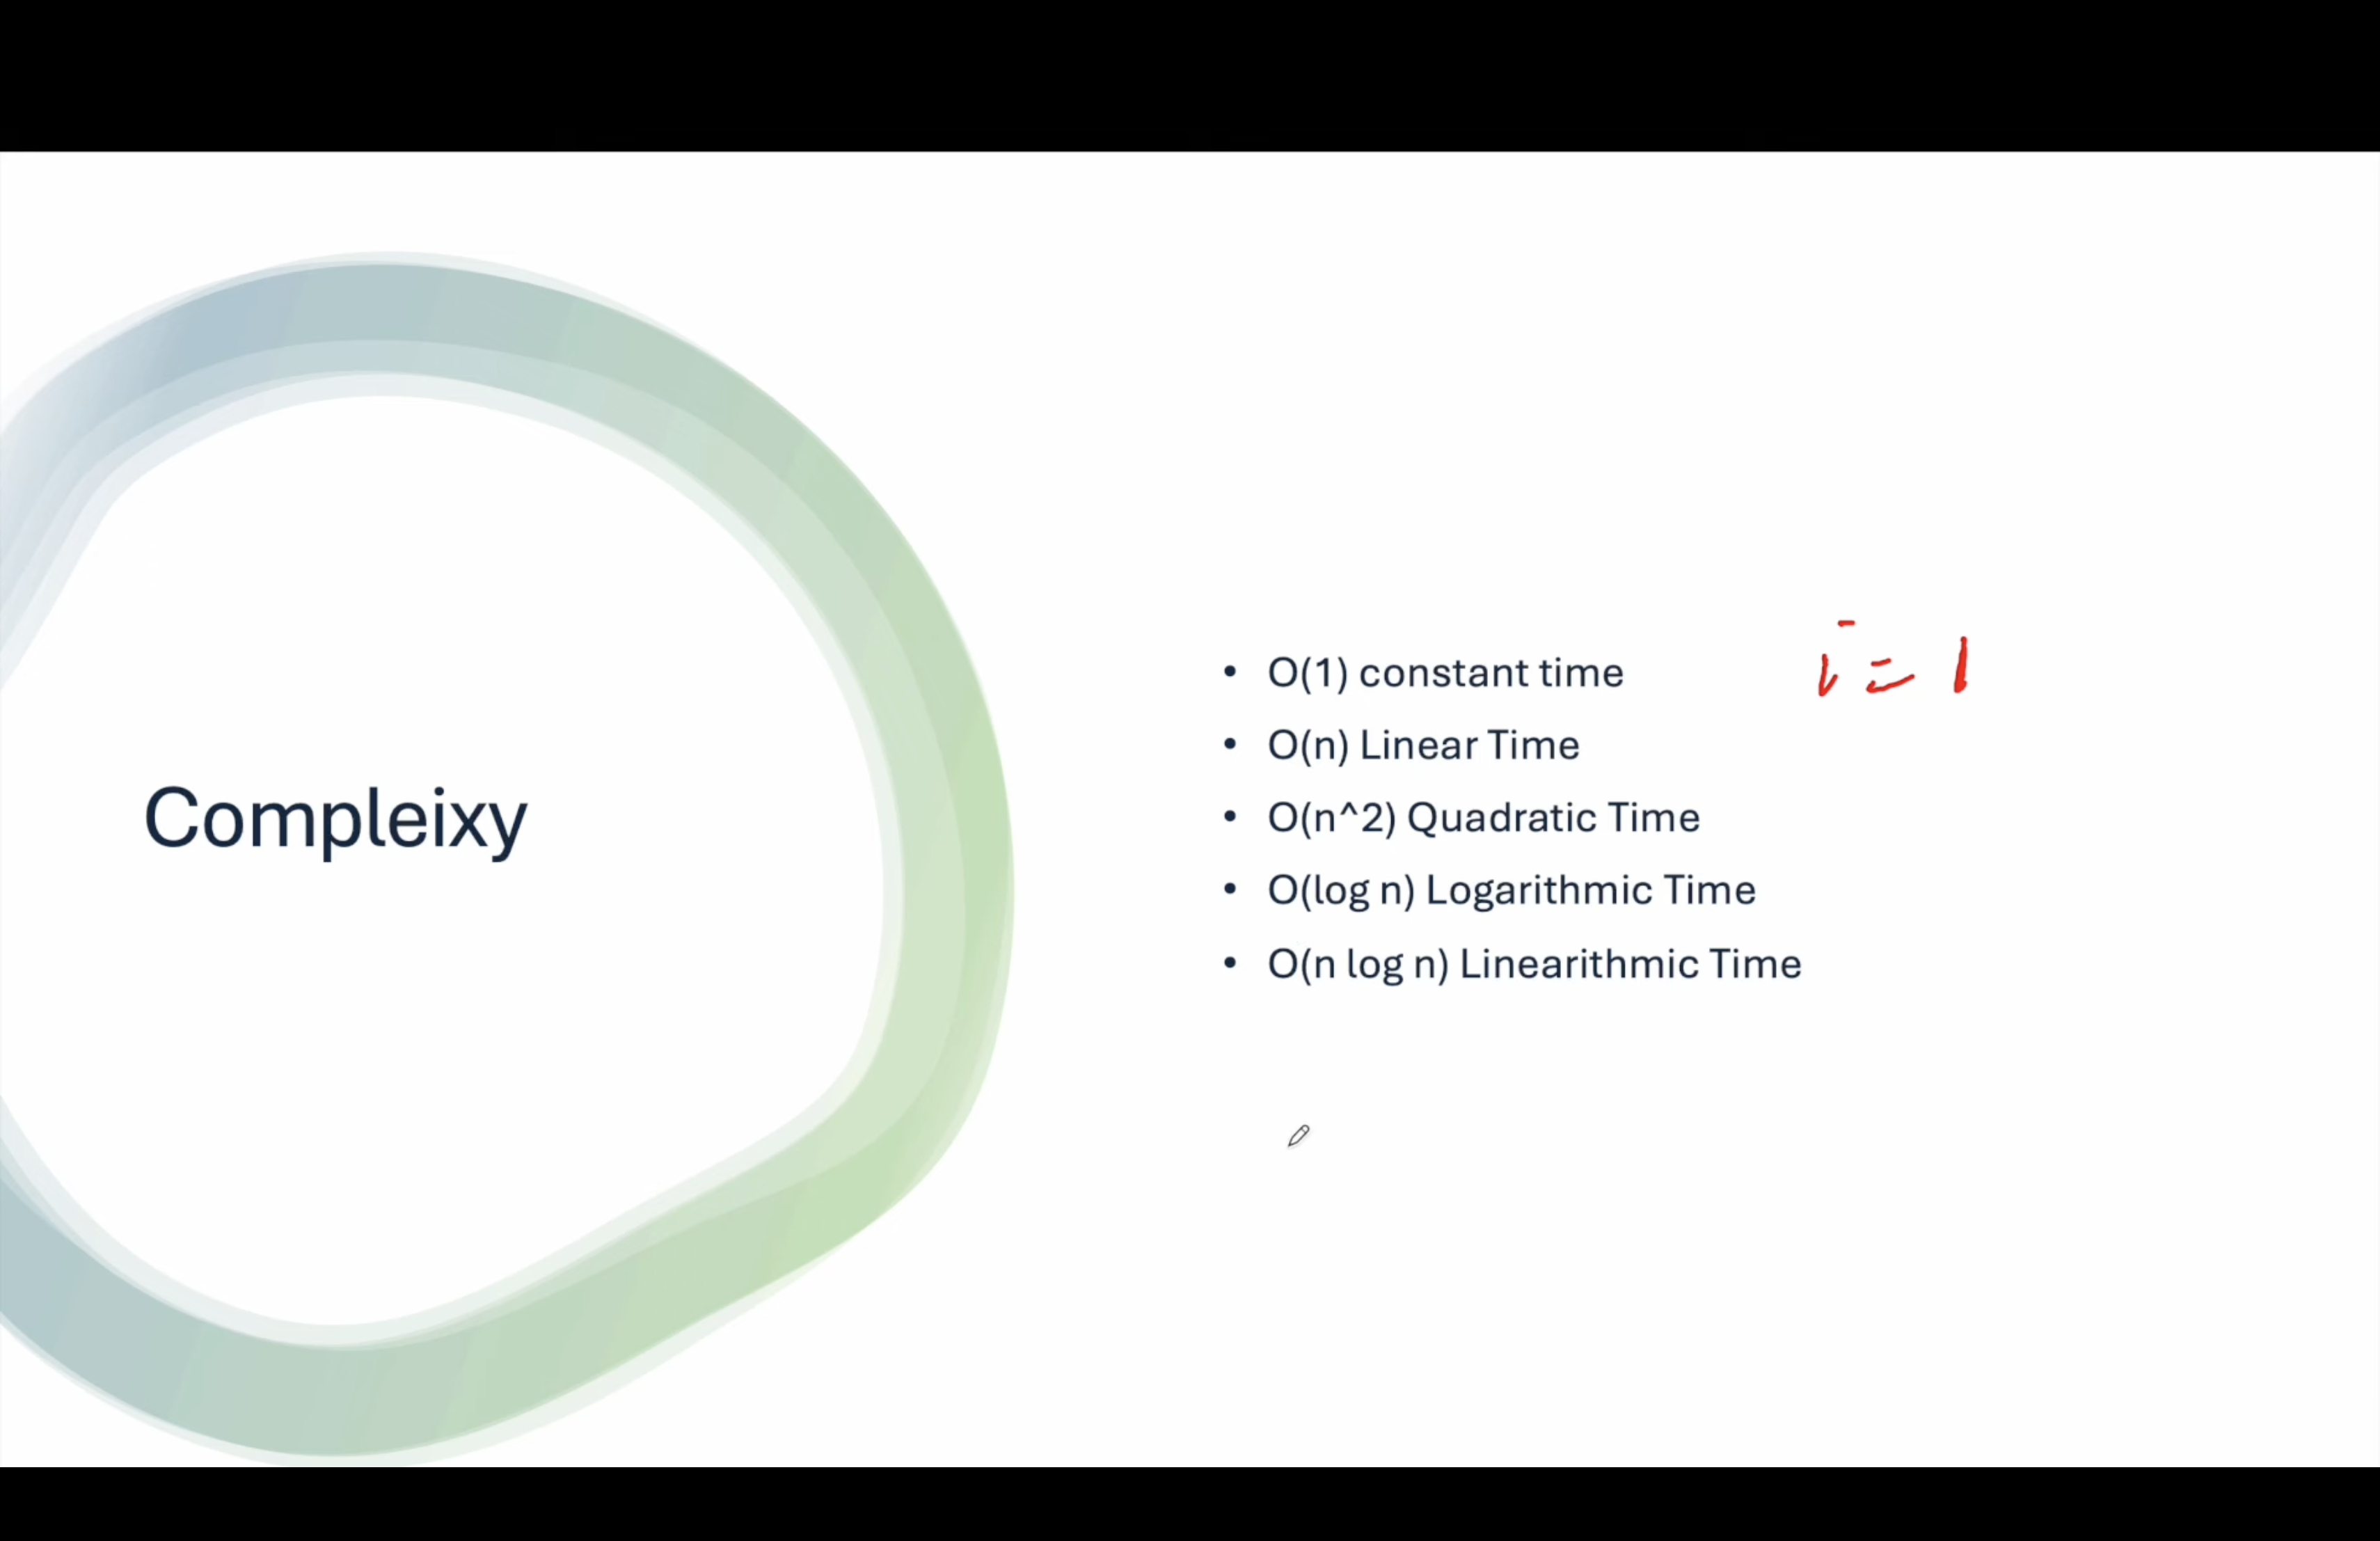 Compleixy
• O(1) constant time
i = 1
• O(n) Linear Time
• O(n^2) Quadratic Time
• O(log n) Logarithmic Time
• O(n log n) Linearithmic Time